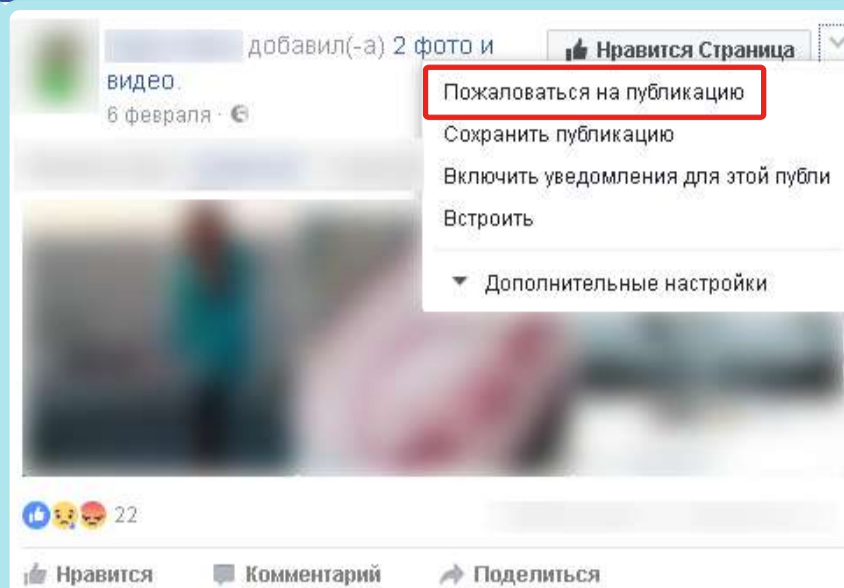 добавил(-а) 2 фото и
видео.
6 февраля ·
Нравится Страница
Пожаловаться на публикацию
Сохранить публикацию
Включить уведомления для этой публи
Встроить
Дополнительные настройки
22
Нравится
Комментарий
Поделиться